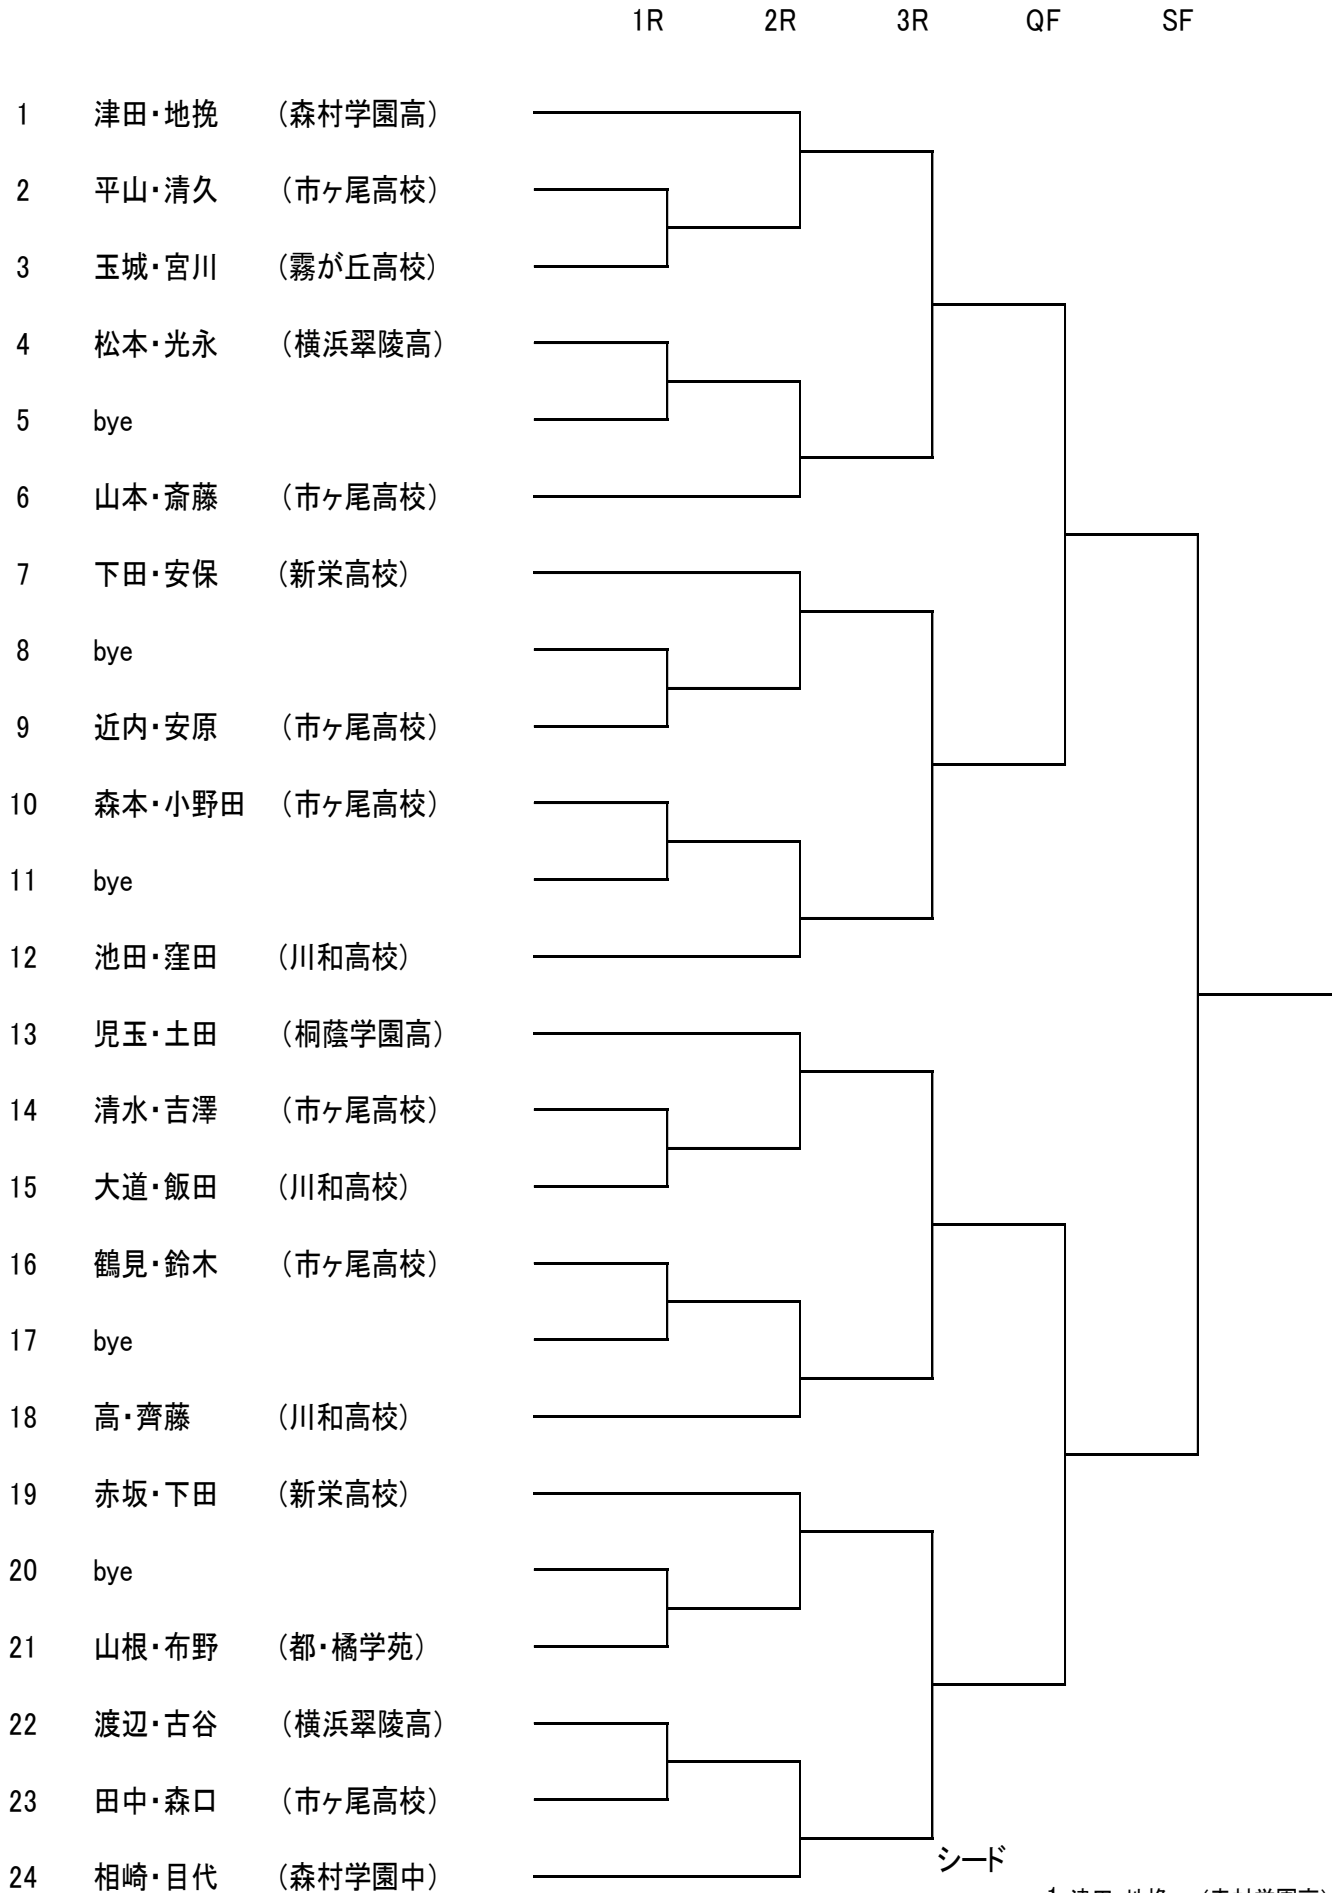 1R 2R 3R QF SF
1 津田・地挽 (森村学園高)
2 平山・清久 (市ヶ尾高校)
3 玉城・宮川 (霧が丘高校)
4 松本・光永 (横浜翠陵高)
5 bye
6 山本・斎藤 (市ヶ尾高校)
7 下田・安保 (新栄高校)
8 bye
9 近内・安原 (市ヶ尾高校)
10 森本・小野田 (市ヶ尾高校)
11 bye
12 池田・窪田 (川和高校)
13 児玉・土田 (桐蔭学園高)
14 清水・吉澤 (市ヶ尾高校)
15 大道・飯田 (川和高校)
16 鶴見・鈴木 (市ヶ尾高校)
17 bye
18 高・齊藤 (川和高校)
19 赤坂・下田 (新栄高校)
20 bye
21 山根・布野 (都・橘学苑)
22 渡辺・古谷 (横浜翠陵高)
23 田中・森口 (市ヶ尾高校)
シード
24 相崎・目代 (森村学園中)